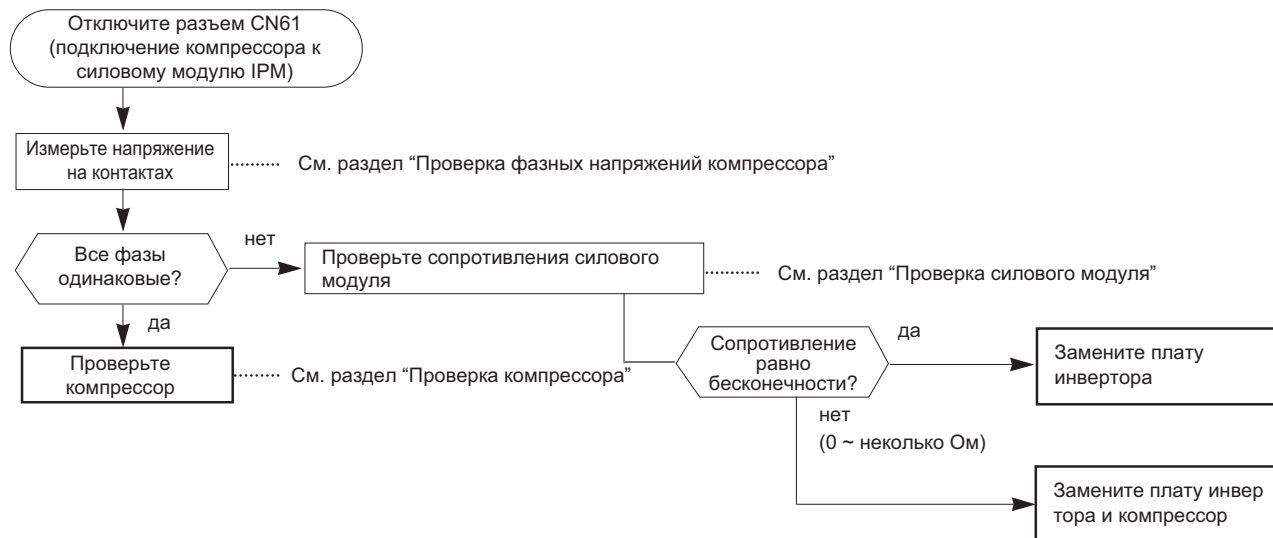 Отключите разъем CN61
(подключение компрессора к
силовому модулю IPM)
Измерьте напряжение
на контактах
См. раздел “Проверка фазных напряжений компрессора”
Все фазы
одинаковые?
нет
Проверьте сопротивления силового
модуля
См. раздел “Проверка силового модуля”
да
Проверьте
компрессор
См. раздел “Проверка компрессора”
Сопротивление
равно
бесконечности?
да
Замените плату
инвертора
нет
(0 ~ неколько Ом)
Замените плату инвер
тора и компрессор